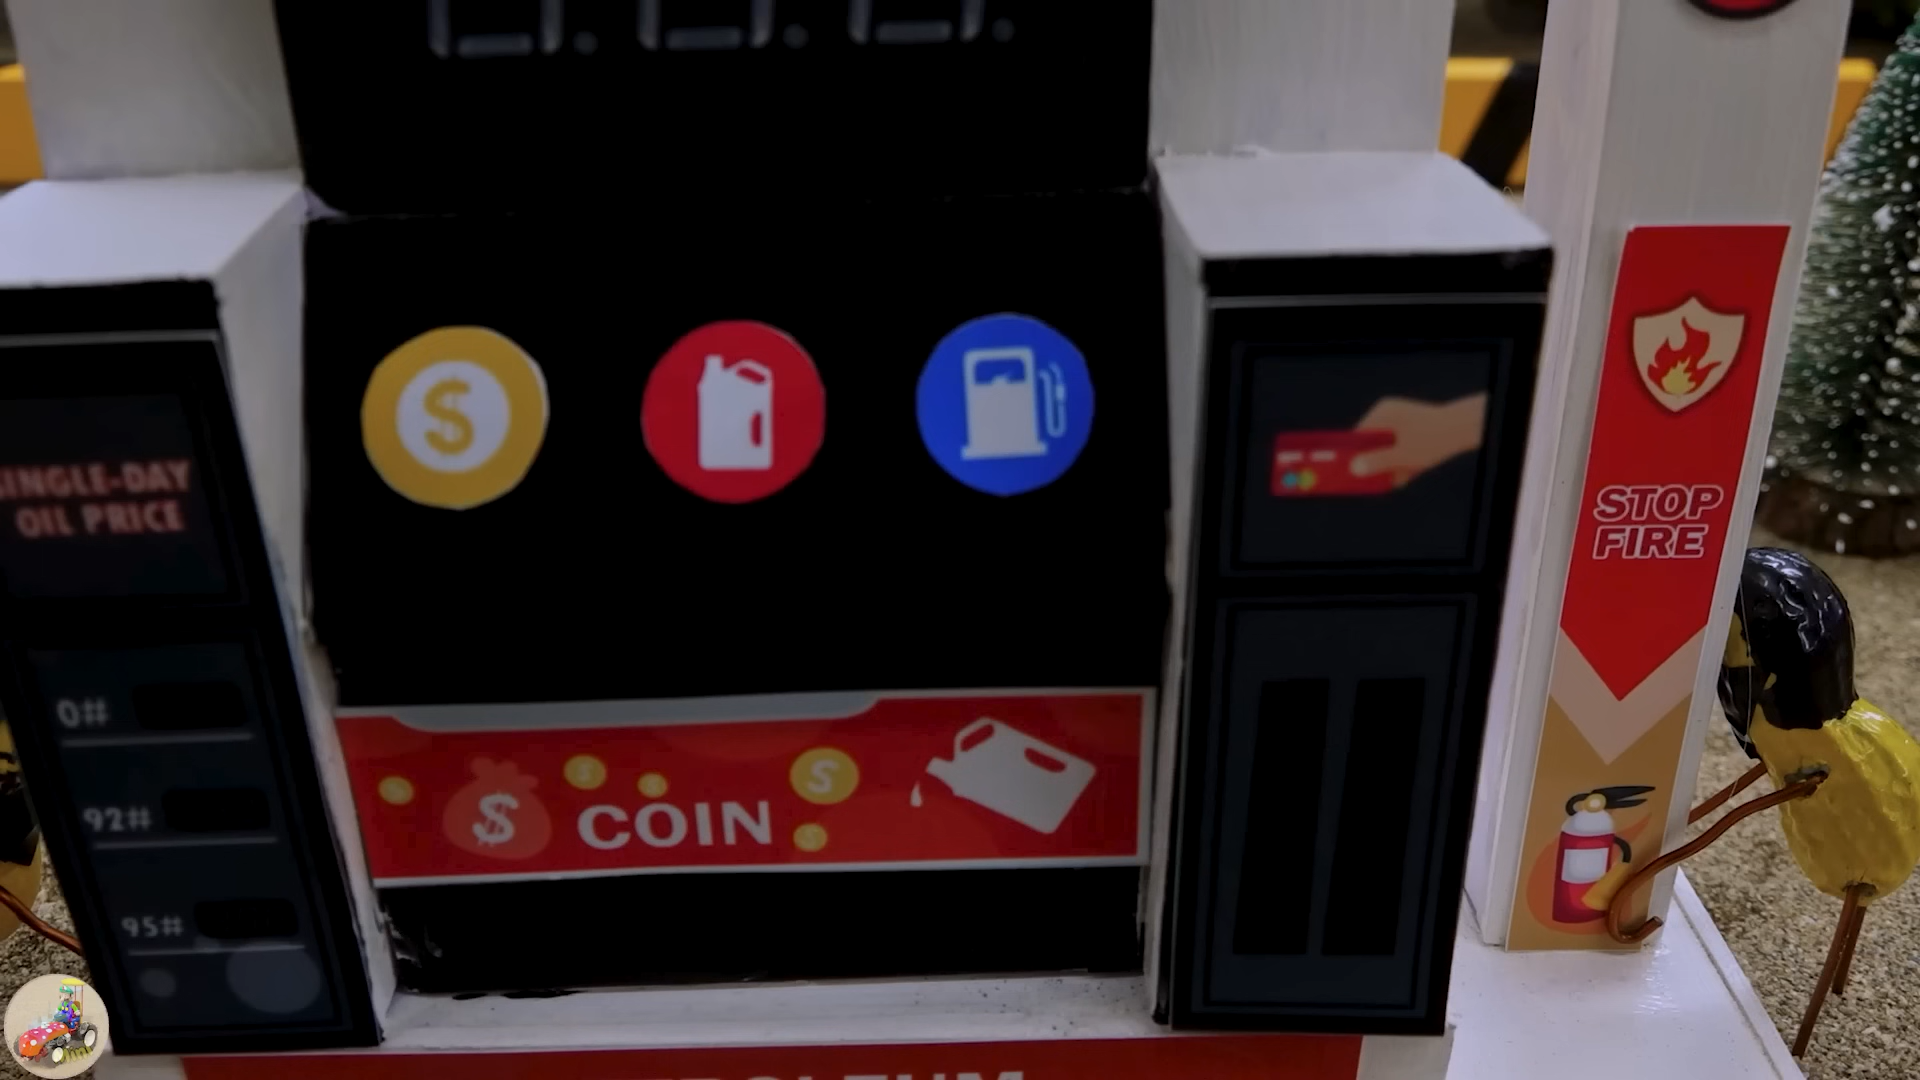 SINGLE-DAY
OIL PRICE
0#
92#
95#
$
$
COIN
STOP
FIRE